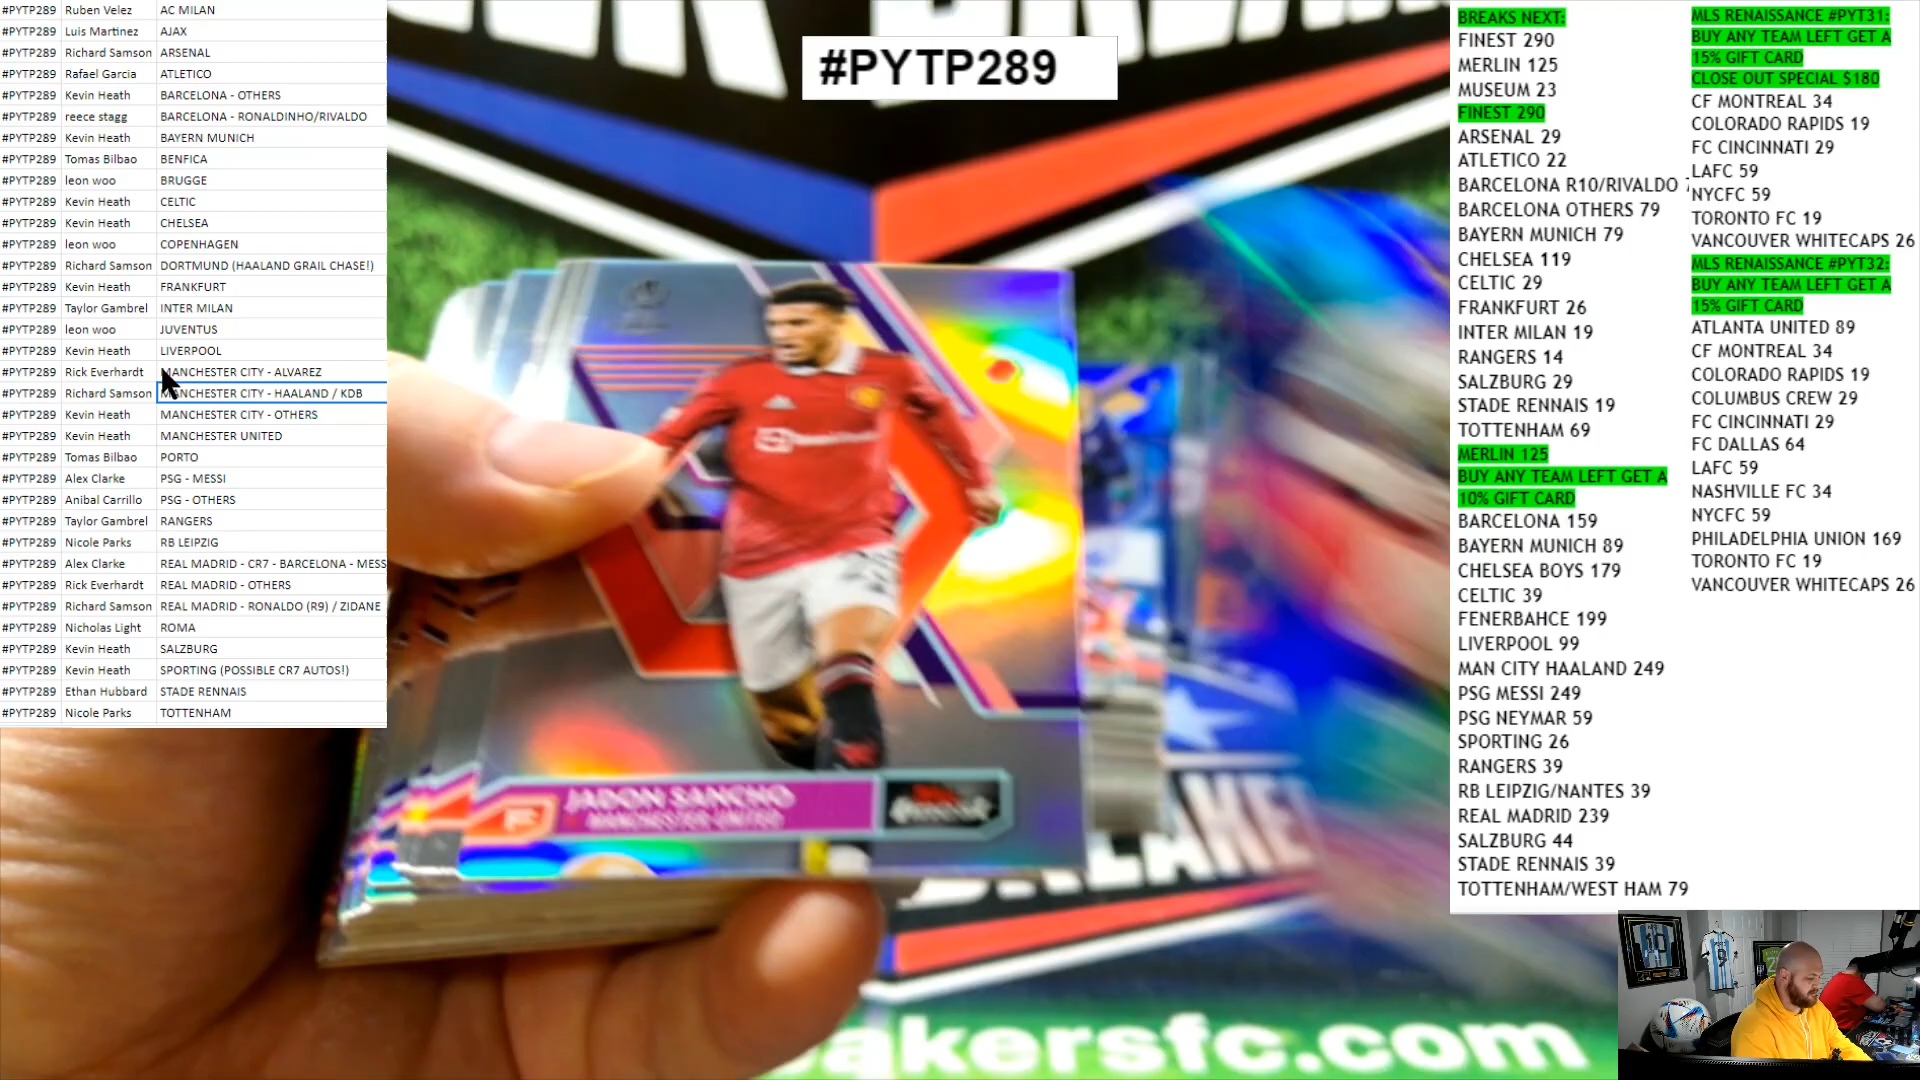 #PYTP289 Ruben Velez AC MILAN
#PYTP289 Luis Martinez AJAX
#PYTP289 Richard Samson ARSENAL
#PYTP289 Rafael Garcia ATLETICO
#PYTP289 Kevin Heath BARCELONA - OTHERS
#PYTP289 reece stagg BARCELONA - RONALDINHO/RIVALDO
#PYTP289 Kevin Heath BAYERN MUNICH
#PYTP289 Tomas Bilbao BENFICA
#PYTP289 leon woo BRUGGE
#PYTP289 Kevin Heath CELTIC
#PYTP289 Kevin Heath CHELSEA
#PYTP289 leon woo COPENHAGEN
#PYTP289 Richard Samson DORTMUND (HAALAND GRAIL CHASE!)
#PYTP289 Kevin Heath FRANKFURT
#PYTP289 Taylor Gambrel INTER MILAN
#PYTP289 leon woo JUVENTUS
#PYTP289 Kevin Heath LIVERPOOL
#PYTP289 Rick Everhardt MANCHESTER CITY - ALVAREZ
#PYTP289 Richard Samson MANCHESTER CITY - HAALAND / KDB
#PYTP289 Kevin Heath MANCHESTER CITY - OTHERS
#PYTP289 Kevin Heath MANCHESTER UNITED
#PYTP289 Tomas Bilbao PORTO
#PYTP289 Alex Clarke PSG - MESSI
#PYTP289 Anibal Carrillo PSG - OTHERS
#PYTP289 Taylor Gambrel RANGERS
#PYTP289 Nicole Parks RB LEIPZIG
#PYTP289 Alex Clarke REAL MADRID - CR7 - BARCELONA - MESS
#PYTP289 Rick Everhardt REAL MADRID - OTHERS
#PYTP289 Richard Samson REAL MADRID - RONALDO (R9) / ZIDANE
#PYTP289 Nicholas Light ROMA
#PYTP289 Kevin Heath SALZBURG
#PYTP289 Kevin Heath SPORTING (POSSIBLE CR7 AUTOS!)
#PYTP289 Ethan Hubbard STADE RENNAIS
#PYTP289 Nicole Parks TOTTENHAM
#PYTP289
JADON SANCHO
MANCHESTER UNITED
akersfc.com
BREAKS NEXT:
FINEST 290
MERLIN 125
MUSEUM 23
FINEST 290
ARSENAL 29
ATLETICO 22
BARCELONA R10/RIVALDO
BARCELONA OTHERS 79
BAYERN MUNICH 79
CHELSEA 119
CELTIC 29
FRANKFURT 26
INTER MILAN 19
RANGERS 14
SALZBURG 29
STADE RENNAIS 19
TOTTENHAM 69
MERLIN 125
BUY ANY TEAM LEFT GET A
10% GIFT CARD
BARCELONA 159
BAYERN MUNICH 89
CHELSEA BOYS 179
CELTIC 39
FENERBAHCE 199
LIVERPOOL 99
MAN CITY HAALAND 249
PSG MESSI 249
PSG NEYMAR 59
SPORTING 26
RANGERS 39
RB LEIPZIG/NANTES 39
REAL MADRID 239
SALZBURG 44
STADE RENNAIS 39
TOTTENHAM/WEST HAM 79
MLS RENAISSANCE #PYT31:
BUY ANY TEAM LEFT GET A
15% GIFT CARD
CLOSE OUT SPECIAL $180
CF MONTREAL 34
COLORADO RAPIDS 19
FC CINCINNATI 29
LAFC 59
NYCFC 59
TORONTO FC 19
VANCOUVER WHITECAPS 26
MLS RENAISSANCE #PYT32:
BUY ANY TEAM LEFT GET A
15% GIFT CARD
ATLANTA UNITED 89
CF MONTREAL 34
COLORADO RAPIDS 19
COLUMBUS CREW 29
FC CINCINNATI 29
FC DALLAS 64
LAFC 59
NASHVILLE FC 34
NYCFC 59
PHILADELPHIA UNION 169
TORONTO FC 19
VANCOUVER WHITECAPS 26